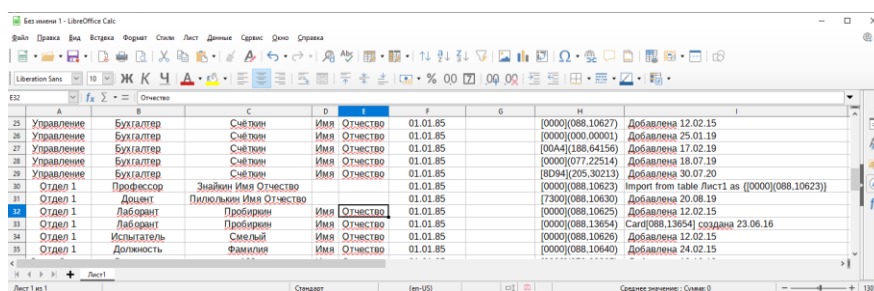 Без имени 1 - LibreOffice Calc
Файл Правка Вид Вставка Формат Стили Лист Данные Сервис Окно Справка
Liberation Sans 10 Ж К Ч А % 0,0 7 .00 .00
E32 fx Σ = Отчество
A B C D E F G H I
25 Управление Бухгалтер Счёткин Имя Отчество 01.01.85 [0000](088,10627) Добавлена 12.02.15
26 Управление Бухгалтер Счёткин Имя Отчество 01.01.85 [0000](000,00001) Добавлена 25.01.19
27 Управление Бухгалтер Счёткин Имя Отчество 01.01.85 [00A4](188,64156) Добавлена 17.02.19
28 Управление Бухгалтер Счёткин Имя Отчество 01.01.85 [0000](077,22514) Добавлена 18.07.19
29 Управление Бухгалтер Счёткин Имя Отчество 01.01.85 [8D94](205,30213) Добавлена 30.07.20
30 Отдел 1 Профессор Знайкин Имя Отчество 01.01.85 [0000](088,10623) Import from table Лист1 as {[0000](088,10623)}
31 Отдел 1 Доцент Пилюлькин Имя Отчество 01.01.85 [7300](088,10630) Добавлена 20.08.19
32 Отдел 1 Лаборант Пробиркин Имя Отчество 01.01.85 [0000](088,10625) Добавлена 12.02.15
33 Отдел 1 Лаборант Пробиркин Имя Отчество 01.01.85 [0000](088,13654) Card[088,13654] создана 23.06.16
34 Отдел 1 Испытатель Смелый Имя Отчество 01.01.85 [0000](088,10626) Добавлена 12.02.15
35 Отдел 1 Должность Фамилия Имя Отчество 01.01.85 [0000](088,10640) Добавлена 24.02.15
Лист1
Лист 1 из 1 Стандарт (en-US) Среднее значение: ; Сумма: 0 130